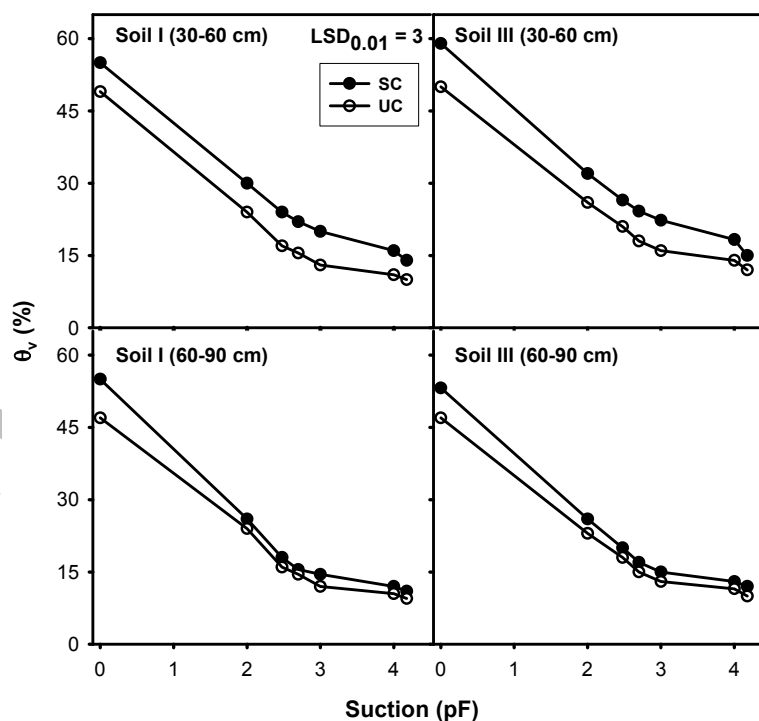 Soil I (30-60 cm)
LSD0.01 = 3
SC
UC
Soil III (30-60 cm)
60
45
30
15
0
Soil I (60-90 cm)
Soil III (60-90 cm)
60
45
30
15
0
θv (%)
0 1 2 3 4
0 1 2 3 4
Suction (pF)